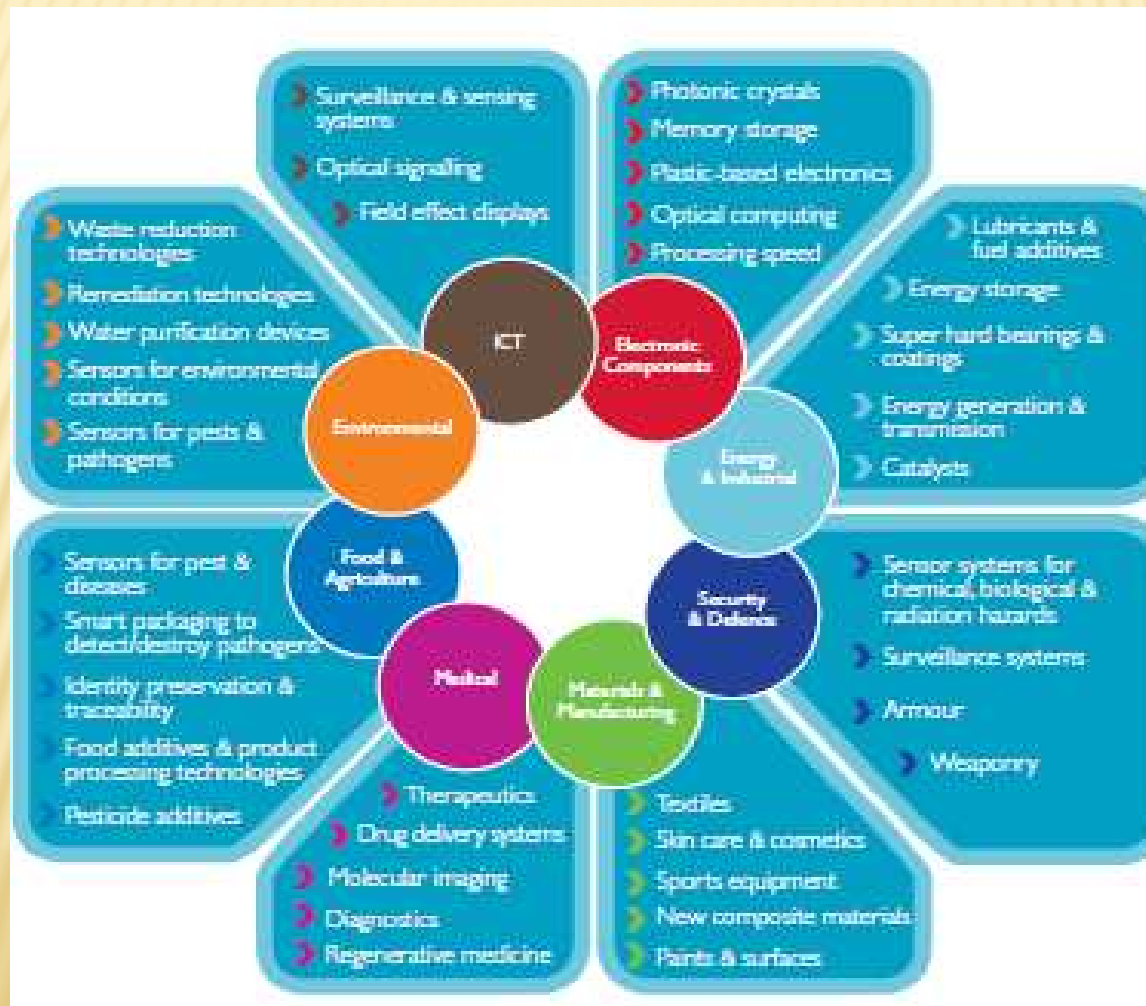 Surveillance & sensing
systems
Optical signalling
Field effect displays
ICT
Photonic crystals
Memory storage
Plastic-based electronics
Optical computing
Processing speed
Electronic
Components
Lubricants &
fuel additives
Energy storage
Super hard bearings &
coatings
Energy generation &
transmission
Catalysts
Energy
& Industrial
Sensor systems for
chemical, biological &
radiation hazards
Surveillance systems
Armour
Weaponry
Security
& Defence
Textiles
Skin care & cosmetics
Sports equipment
New composite materials
Paints & surfaces
Materials &
Manufacturing
Therapeutics
Drug delivery systems
Molecular imaging
Diagnostics
Regenerative medicine
Medical
Sensors for pest &
diseases
Smart packaging to
detect/destroy pathogens
Identity preservation &
traceability
Food additives & product
processing technologies
Pesticide additives
Food &
Agriculture
Waste reduction
technologies
Remediation technologies
Water purification devices
Sensors for environmental
conditions
Sensors for pests &
pathogens
Environmental